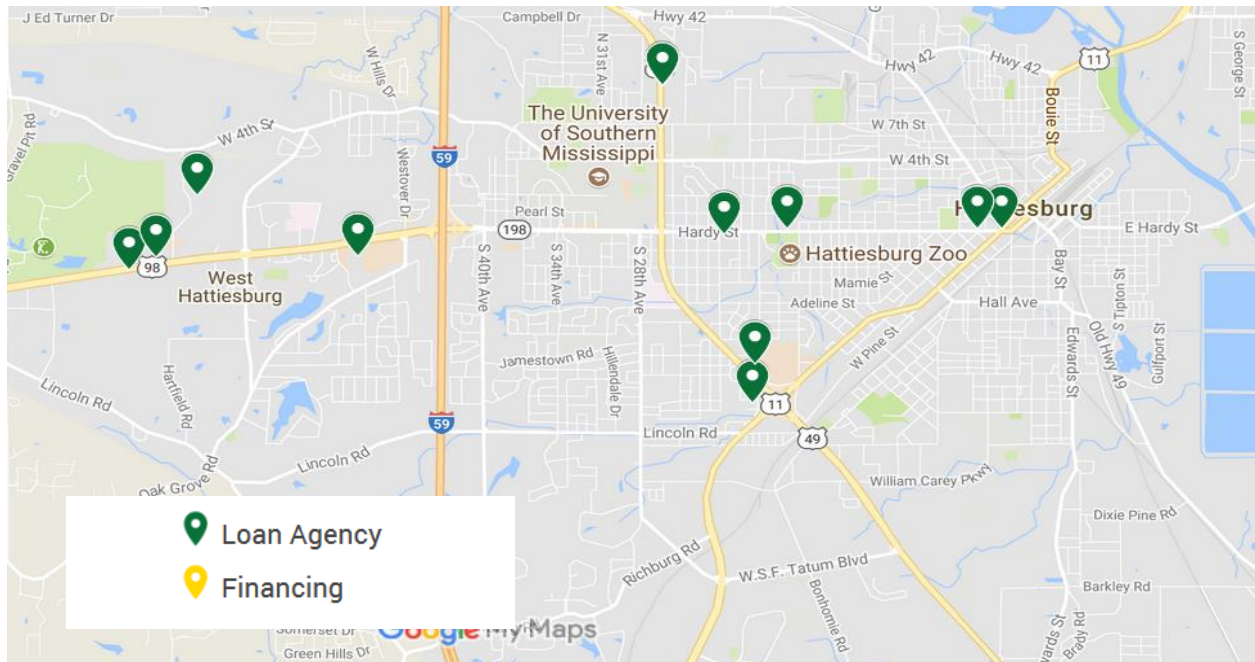 J Ed Turner Dr
Campbell Dr
Hwy 42
S George St
N 31st Ave
W Hills Dr
Hwy 42
Hwy 42
11
Bouie St
Gravel Pit Rd
W 4th St
The University
of Southern
Mississippi
W 7th St
59
W 4th St
Westover Dr
Pearl St
198
Hardy St
E Hardy St
98
West
Hattiesburg
S 40th Ave
S 34th Ave
S 28th Ave
Hattiesburg Zoo
Mamie St
Adeline St
Hall Ave
Bay St
S Tipton St
Gulfport St
Old Hwy 49
Edwards St
W Pine St
Jamestown Rd
Hillendale Dr
Hartfield Rd
Lincoln Rd
59
11
Lincoln Rd
49
Lincoln Rd
Oak Grove Rd
William Carey Pkwy
Dixie Pine Rd
Loan Agency
Financing
Richburg Rd
W.S.F. Tatum Blvd
Bonhomie Rd
Barkley Rd
Brady Rd
Google My Maps
Green Hills Dr